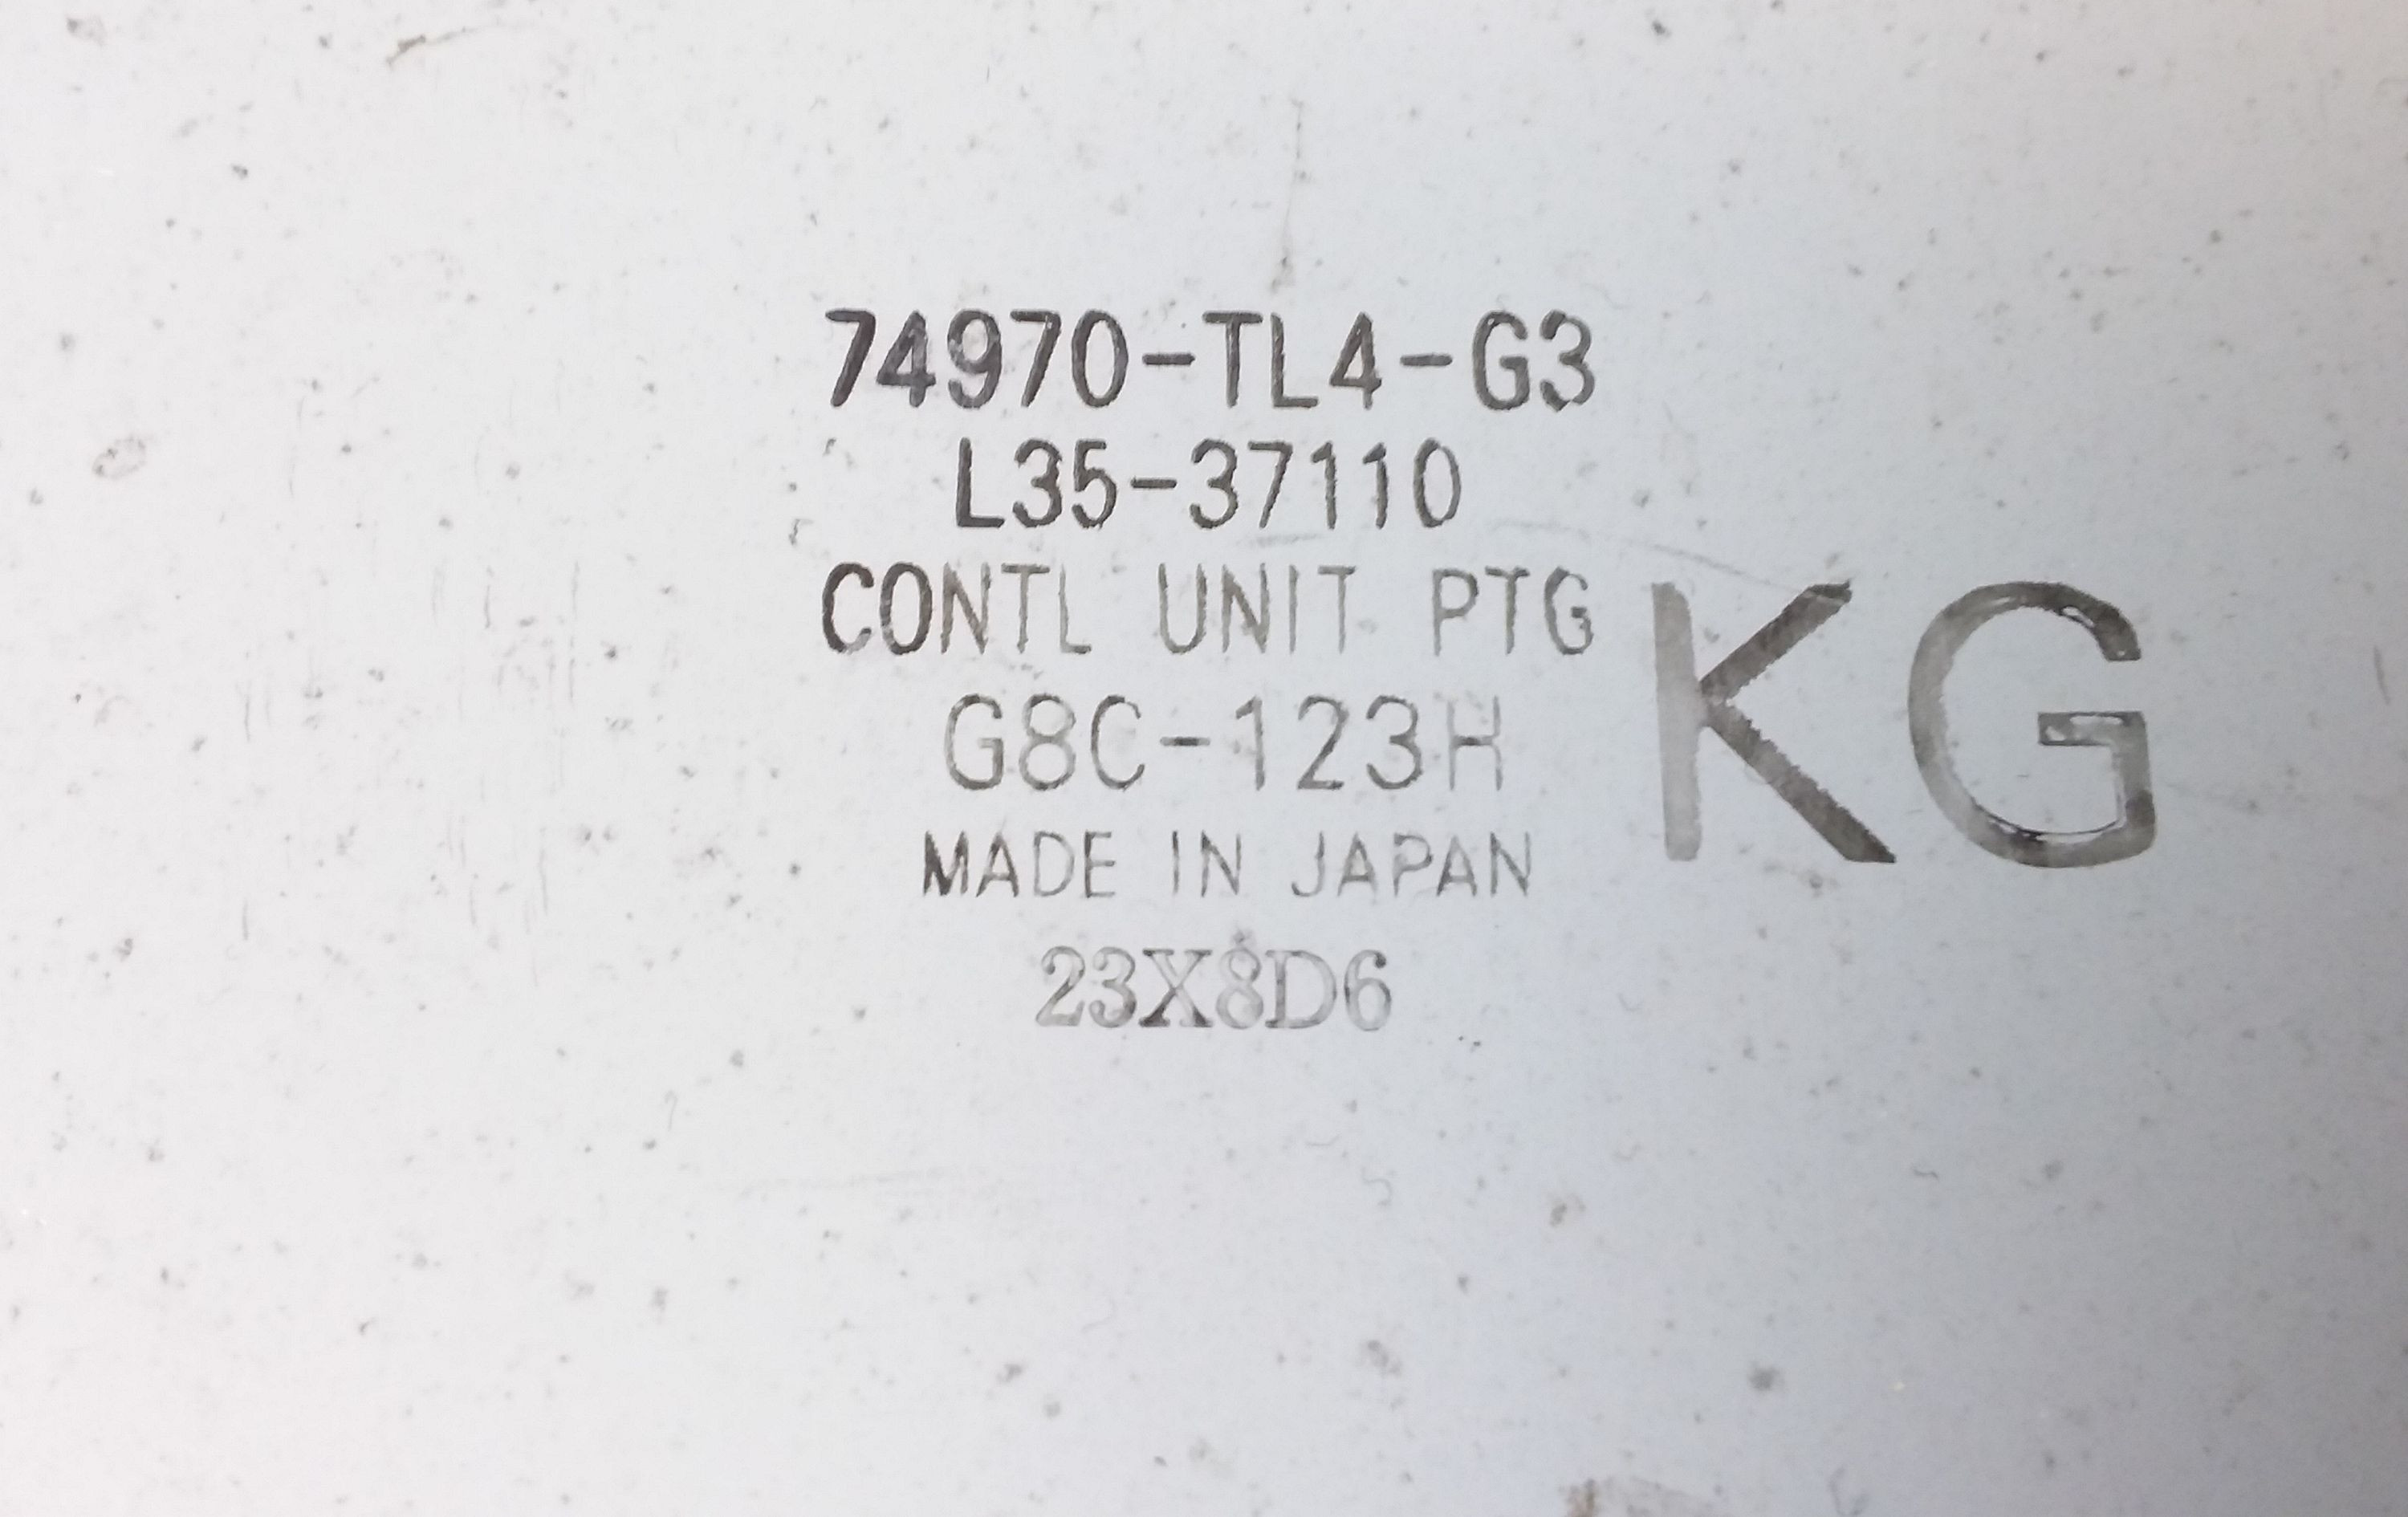 74970-TL4-G3
L35-37110
CONTL UNIT PTG
G8C-123H
KG
MADE IN JAPAN
23X8D6